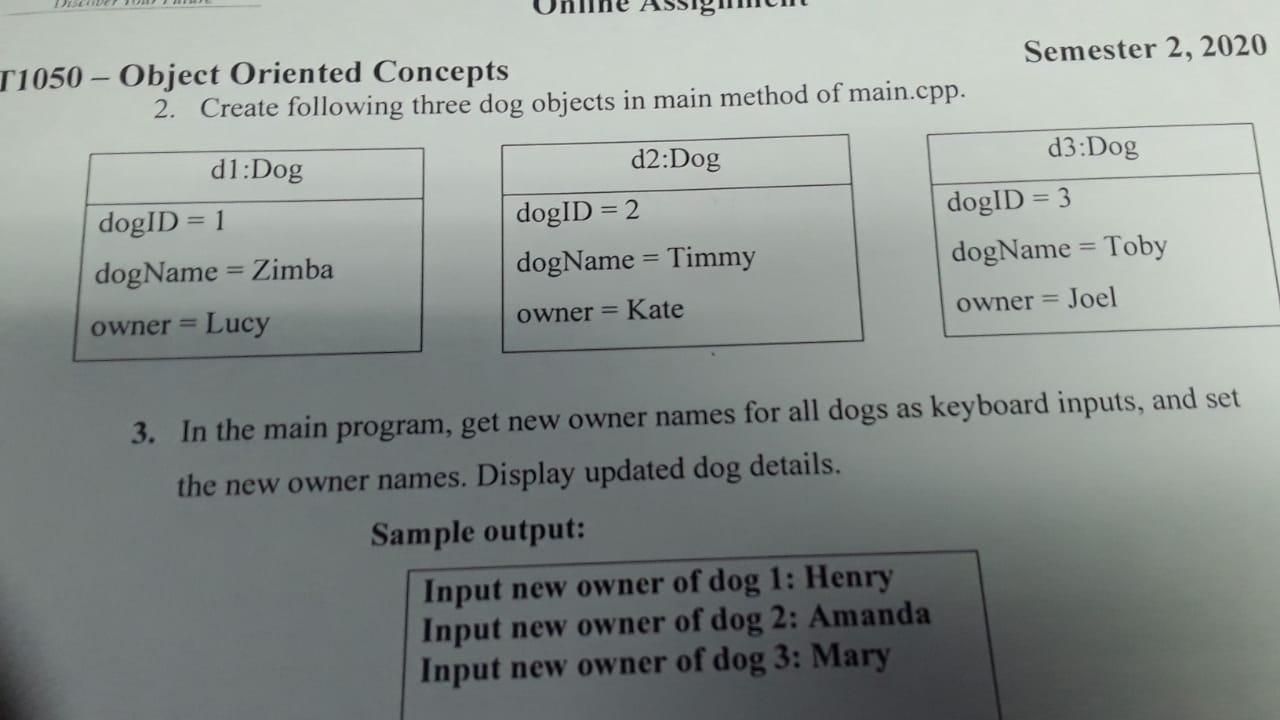 Discover Your Future
Online Assignment
Semester 2, 2020
T1050 – Object Oriented Concepts
2. Create following three dog objects in main method of main.cpp.
d1:Dog
dogID = 1
dogName = Zimba
owner = Lucy
d2:Dog
dogID = 2
dogName = Timmy
owner = Kate
d3:Dog
dogID = 3
dogName = Toby
owner = Joel
3. In the main program, get new owner names for all dogs as keyboard inputs, and set
the new owner names. Display updated dog details.
Sample output:
Input new owner of dog 1: Henry
Input new owner of dog 2: Amanda
Input new owner of dog 3: Mary